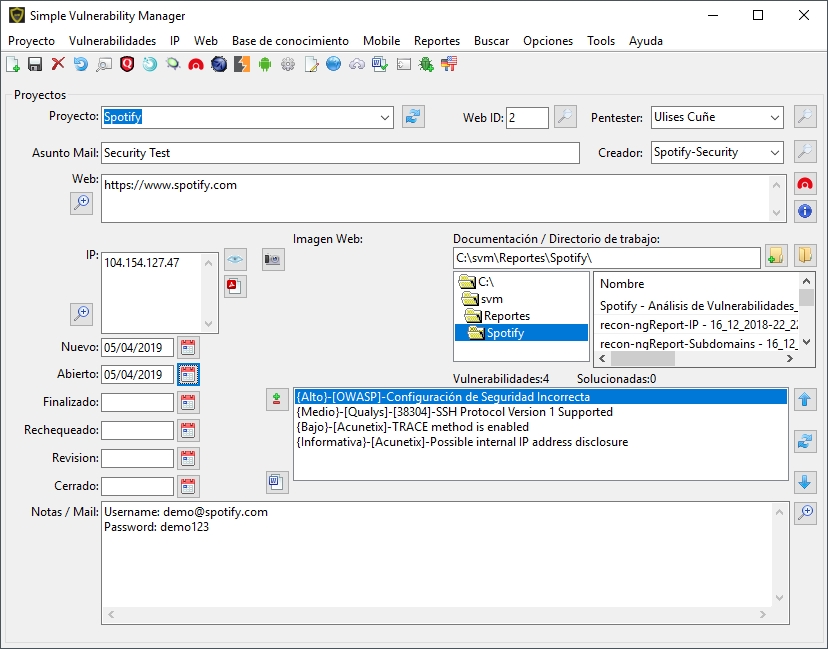 Simple Vulnerability Manager
Proyecto Vulnerabilidades IP Web Base de conocimiento Mobile Reportes Buscar Opciones Tools Ayuda
Proyectos
Proyecto: Spotify Web ID: 2 Pentester: Ulises Cuñe
Asunto Mail: Security Test Creador: Spotify-Security
Web: https://www.spotify.com
Imagen Web: Documentación / Directorio de trabajo:
IP: 104.154.127.47 C:\svm\Reportes\Spotify\
C:\ Nombre
svm Spotify - Análisis de Vulnerabilidades_
Reportes recon-ngReport-IP - 16_12_2018-22_22
Spotify recon-ngReport-Subdomains - 16_12_
Nuevo: 05/04/2019
Abierto: 05/04/2019 Vulnerabilidades:4 Solucionadas:0
Finalizado: {Alto}-[OWASP]-Configuración de Seguridad Incorrecta
{Medio}-[Qualys]-[38304]-SSH Protocol Version 1 Supported
Rechequeado: {Bajo}-[Acunetix]-TRACE method is enabled
{Informativa}-[Acunetix]-Possible internal IP address disclosure
Revision:
Cerrado:
Notas / Mail: Username: demo@spotify.com
Password: demo123